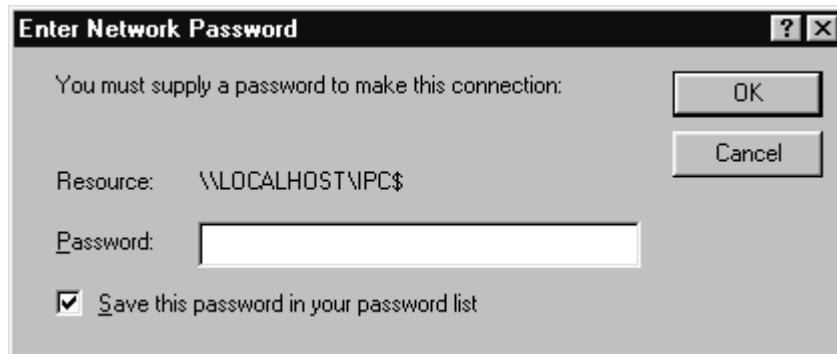 Enter Network Password
You must supply a password to make this connection:
OK
Cancel
Resource: \\LOCALHOST\IPC$
Password:
Save this password in your password list